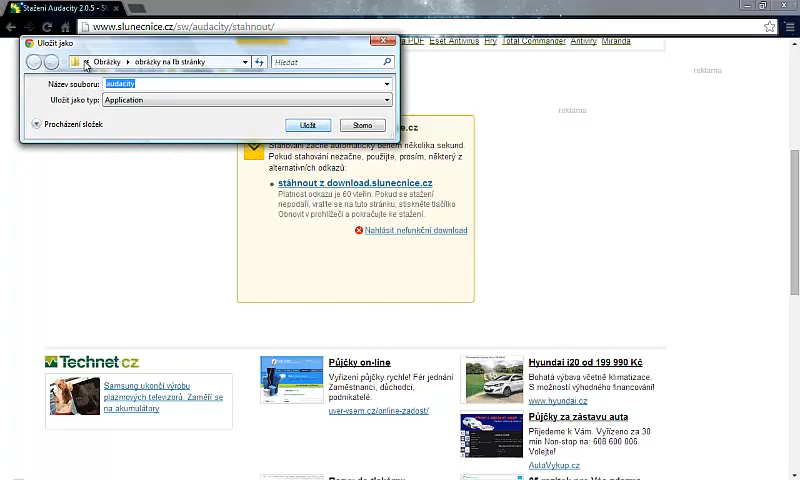 Stažení Audacity 2.0.5 - Sl
www.slunecnice.cz/sw/audacity/stahnout/
Uložit jako
Obrázky
obrázky na fb stránky
Hledat
Název souboru:
audacity
Uložit jako typ:
Application
Procházení složek
Uložit
Storno
PDF Eset Antivirus Hry Total Commander Antiviry Miranda
reklama
reklama
ce.cz
Stahování začne automaticky během několika sekund.
Pokud stahování nezačne, použijte, prosím, některý z
alternativních odkazů:
stáhnout z download.slunecnice.cz
Platnost odkazu je 60 vteřin. Pokud se stažení
nepodaří, vraťte se na tuto stránku, stiskněte tlačítko
Obnovit v prohlížeči a pokračujte ke stažení.
Nahlásit nefunkční download
Technet.cz
Samsung ukončí výrobu
plazmových televizorů. Zaměří se
na akumulátory
Půjčky on-line
Vyřízení půjčky rychle! Fér jednání
Zaměstnanci, důchodci,
podnikatelé.
uver-vsem.cz/online-zadost/
Hyundai i20 od 199 990 Kč
Bohatá výbava včetně klimatizace.
S možností výhodného financování!
www.hyundai.cz
Půjčky za zástavu auta
Přijedeme k Vám. Vyřízeno za 30
min Non-stop na: 608 600 006.
Volejte!
AutaVykup.cz